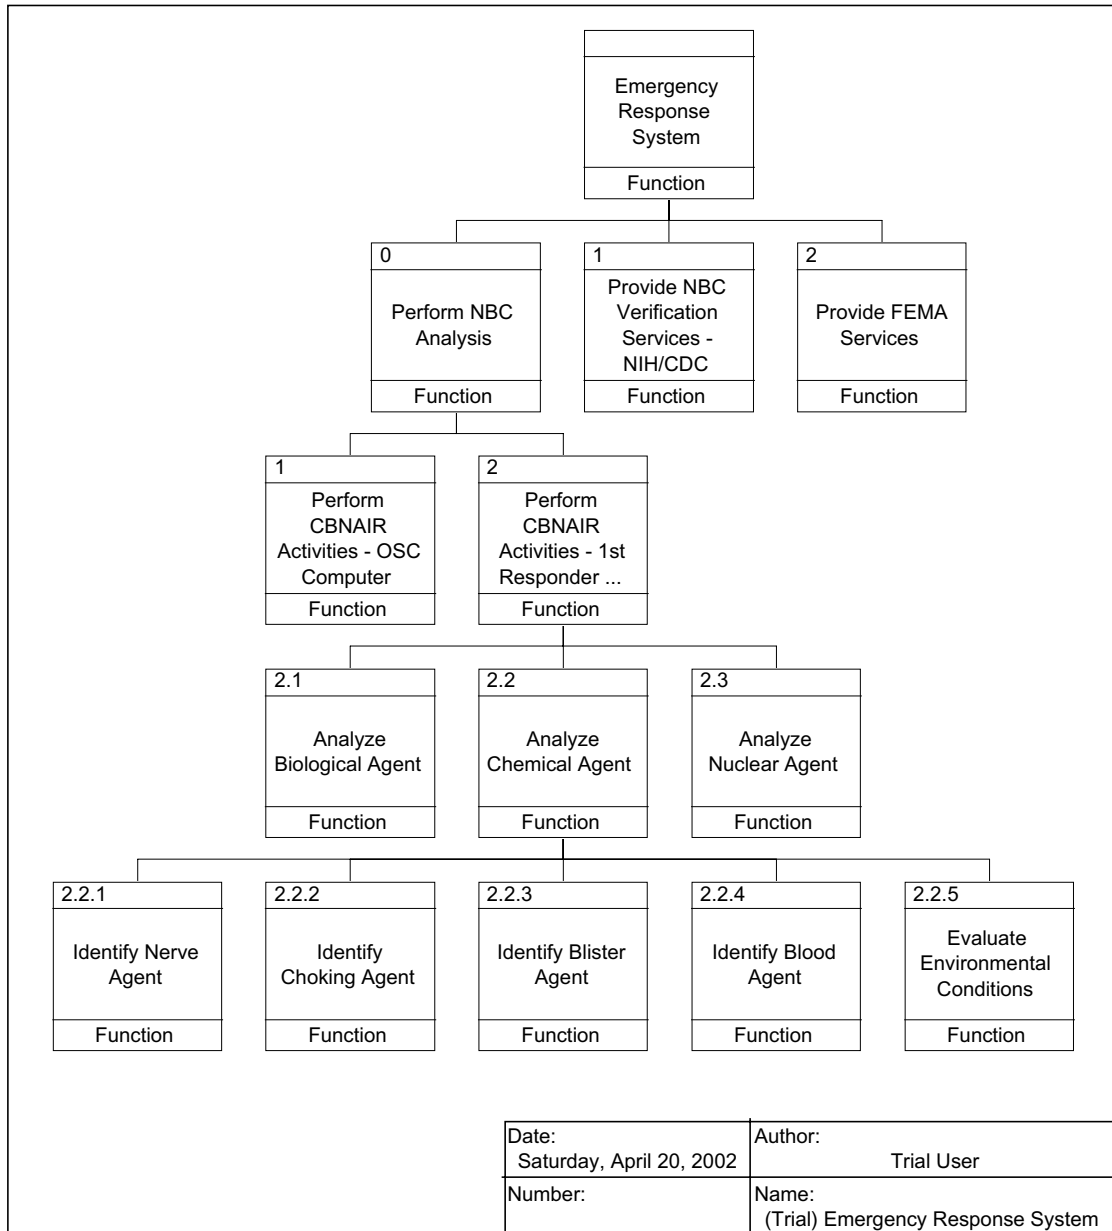 Emergency
Response
System
Function
0
Perform NBC
Analysis
Function
1
Provide NBC
Verification
Services -
NIH/CDC
Function
2
Provide FEMA
Services
Function
1
Perform
CBNAIR
Activities - OSC
Computer
Function
2
Perform
CBNAIR
Activities - 1st
Responder ...
Function
2.1
Analyze
Biological Agent
Function
2.2
Analyze
Chemical Agent
Function
2.3
Analyze
Nuclear Agent
Function
2.2.1
Identify Nerve
Agent
Function
2.2.2
Identify
Choking Agent
Function
2.2.3
Identify Blister
Agent
Function
2.2.4
Identify Blood
Agent
Function
2.2.5
Evaluate
Environmental
Conditions
Function
Date:
Saturday, April 20, 2002
Author:
Trial User
Number:
Name:
(Trial) Emergency Response System